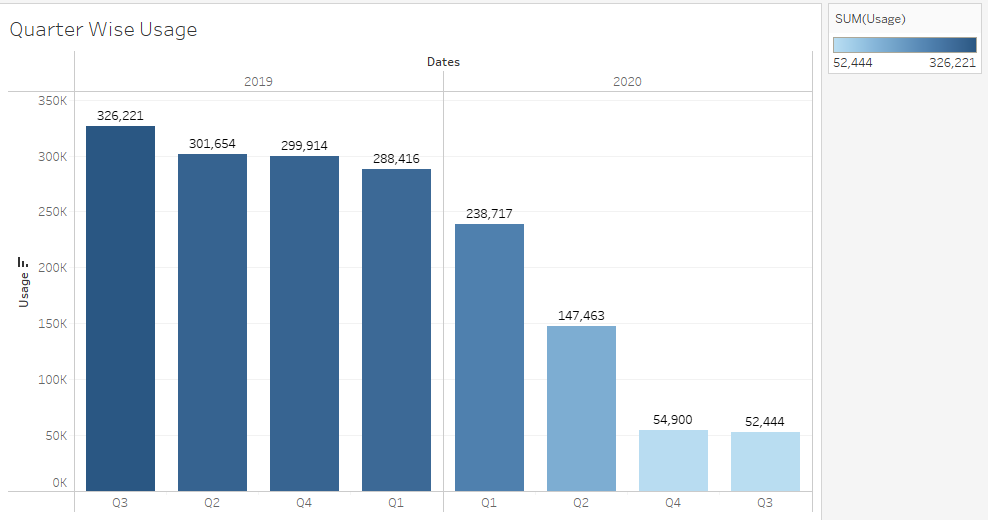 Quarter Wise Usage
SUM(Usage)
52,444 326,221
Dates
2019 2020
350K
300K
250K
200K
150K
100K
50K
0K
Usage
326,221
301,654
299,914
288,416
238,717
147,463
54,900
52,444
Q3 Q2 Q4 Q1 Q1 Q2 Q4 Q3